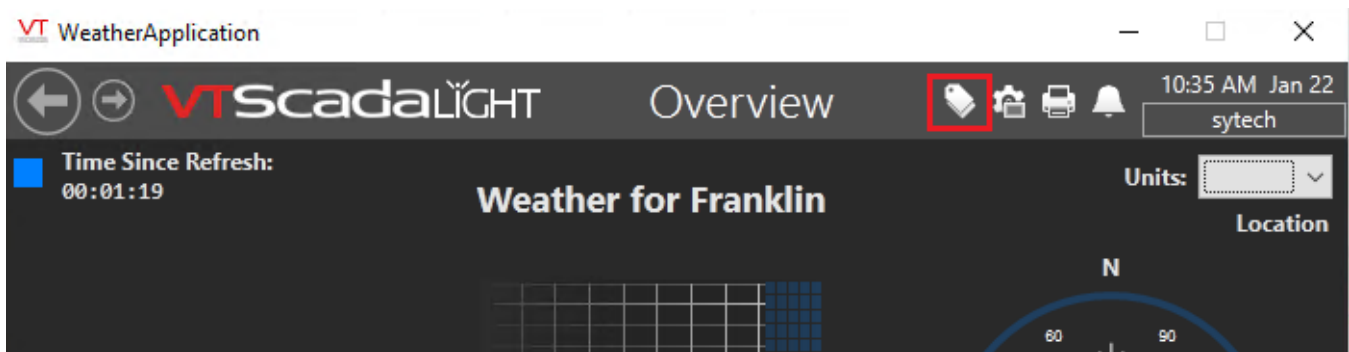 VT WeatherApplication
VTScadaLIGHT Overview 10:35 AM Jan 22
sytech
Time Since Refresh:
00:01:19
Units:
Weather for Franklin
Location
N
60 90